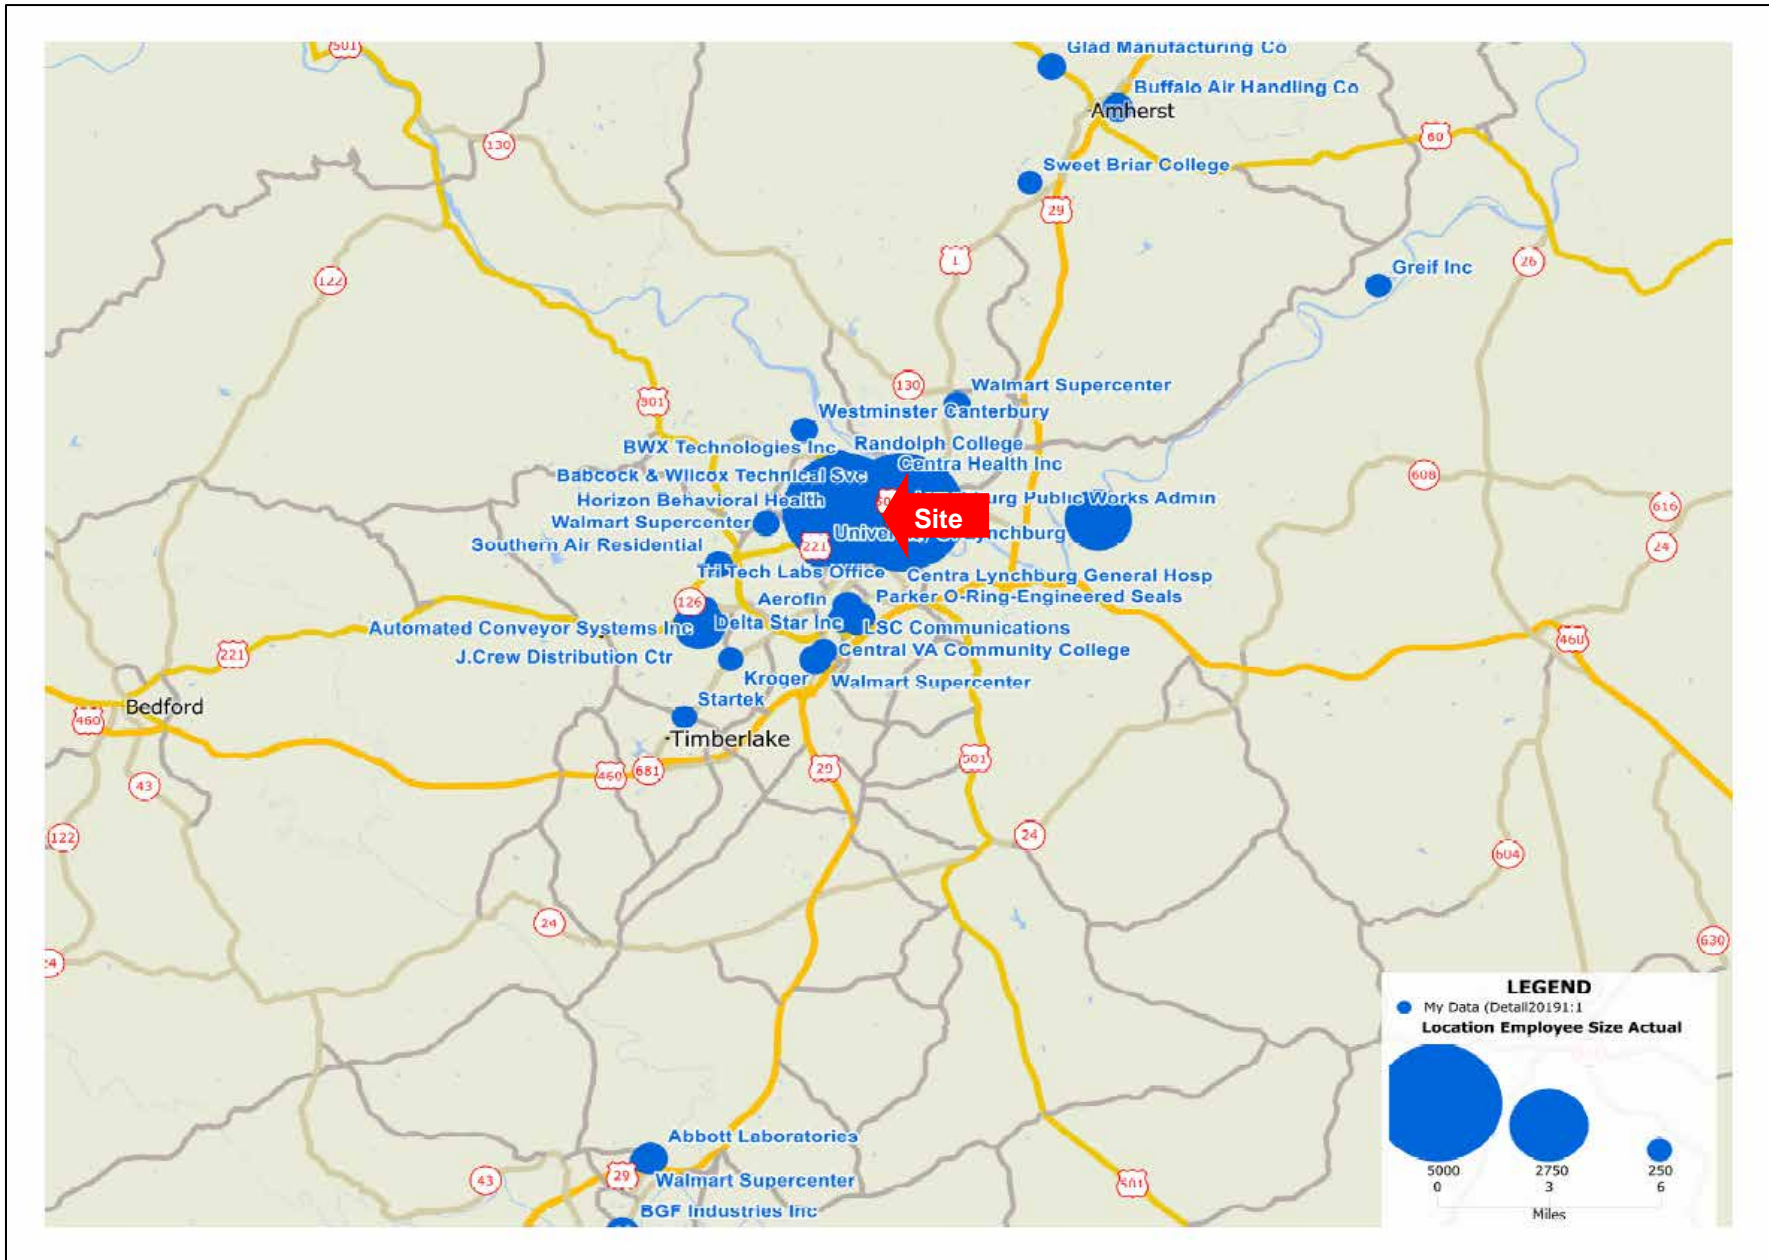 501
Glad Manufacturing Co
Buffalo Air Handling Co
Amherst
60
130
Sweet Briar College
29
1
26
Greif Inc
122
130
Walmart Supercenter
501
Westminster Canterbury
BWX Technologies Inc
Randolph College
Centra Health Inc
Babcock & Wilcox Technical Svc
608
Horizon Behavioral Health
Public Works Admin
616
Site
Walmart Supercenter
Southern Air Residential
221
24
Tri Tech Labs Office
Centra Lynchburg General Hosp
126
Aerofin
Parker O-Ring-Engineered Seals
Automated Conveyor Systems Inc
Delta Star Inc
LSC Communications
460
221
J.Crew Distribution Ctr
Central VA Community College
Kroger
Walmart Supercenter
Startek
Bedford
460
Timberlake
460
681
29
501
43
122
24
604
24
24
630
LEGEND
My Data (Detail20191:1
Location Employee Size Actual
5000
2750
250
0
3
6
Miles
Abbott Laboratories
29
Walmart Supercenter
43
501
BGF Industries Inc